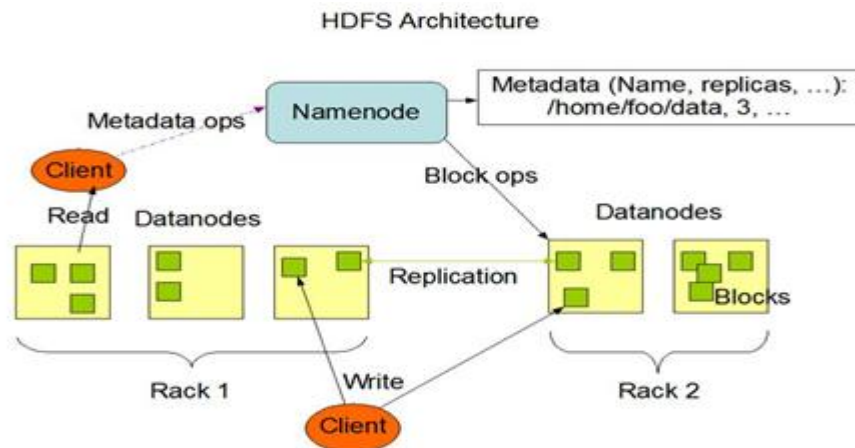 HDFS Architecture
Metadata (Name, replicas, …):
/home/foo/data, 3, …
Namenode
Metadata ops
Client
Block ops
Read
Datanodes
Datanodes
Replication
Blocks
Rack 1
Write
Rack 2
Client